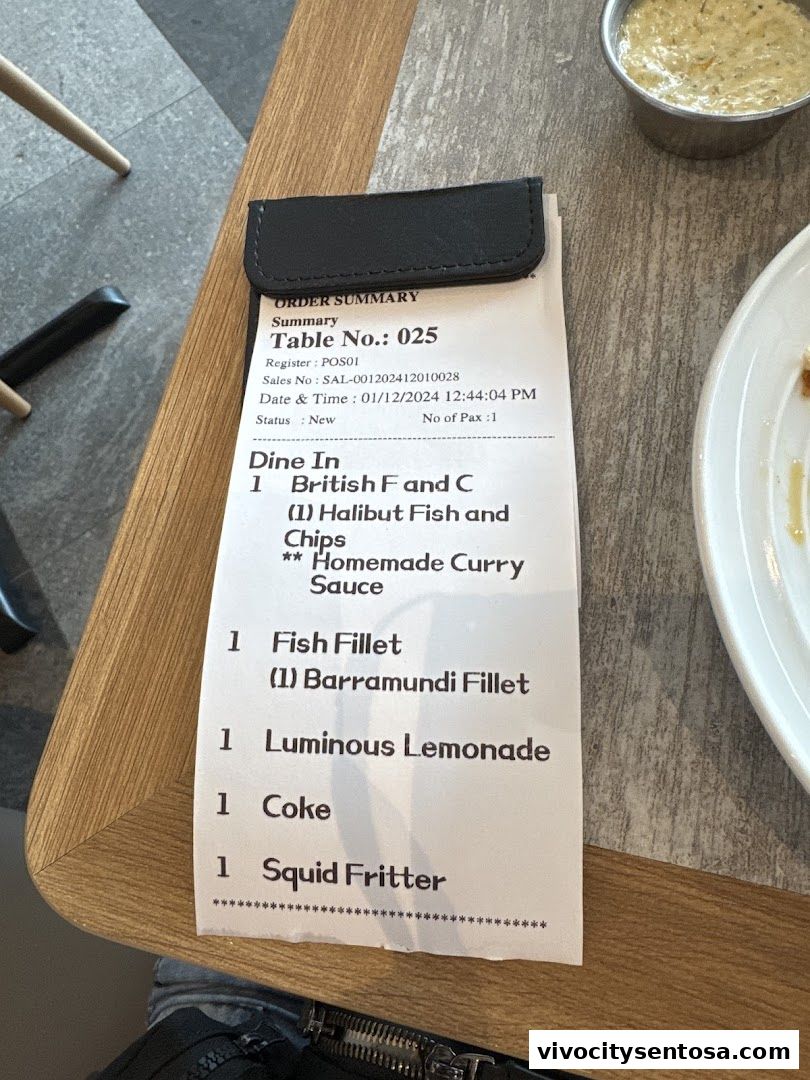 ORDER SUMMARY
Summary
Table No.: 025
Register : POS01
Sales No : SAL-001202412010028
Date & Time : 01/12/2024 12:44:04 PM
Status : New No of Pax :1
Dine In
1 British F and C
(1) Halibut Fish and
Chips
** Homemade Curry
Sauce
1 Fish Fillet
(1) Barramundi Fillet
1 Luminous Lemonade
1 Coke
1 Squid Fritter
****************************************
vivocitysentosa.com